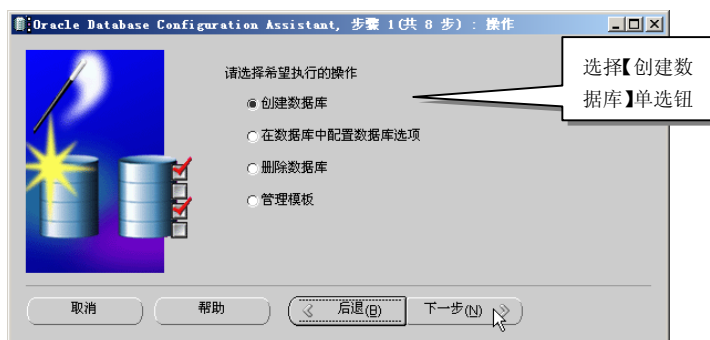 Oracle Database Configuration Assistant, 步骤 1(共 8 步) : 操作
选择【创建数
据库】单选钮
请选择希望执行的操作
创建数据库
在数据库中配置数据库选项
删除数据库
管理模板
取消
帮助
后退(B)
下一步(N)